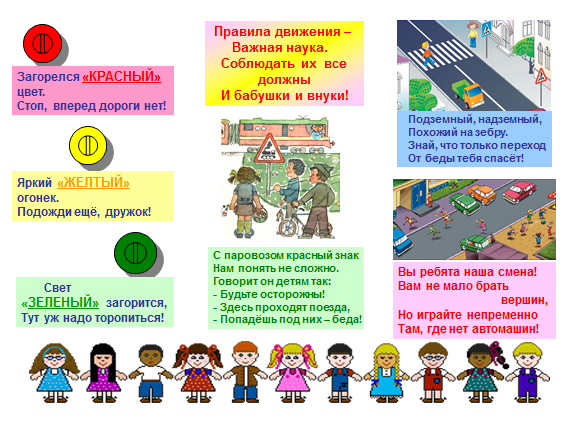 Загорелся «КРАСНЫЙ»
цвет.
Стоп, вперед дороги нет!
Яркий «ЖЕЛТЫЙ»
огонек.
Подожди ещё, дружок!
Свет
«ЗЕЛЕНЫЙ» загорится,
Тут уж надо торопиться!
Правила движения –
Важная наука.
Соблюдать их все
должны
И бабушки и внуки!
С паровозом красный знак
Нам понять не сложно.
Говорит он детям так:
- Будьте осторожны!
- Здесь проходят поезда,
- Попадёшь под них – беда!
Подземный, надземный,
Похожий на зебру.
Знай, что только переход
От беды тебя спасёт!
Вы ребята наша смена!
Вам не мало брать
вершин,
Но играйте непременно
Там, где нет автомашин!